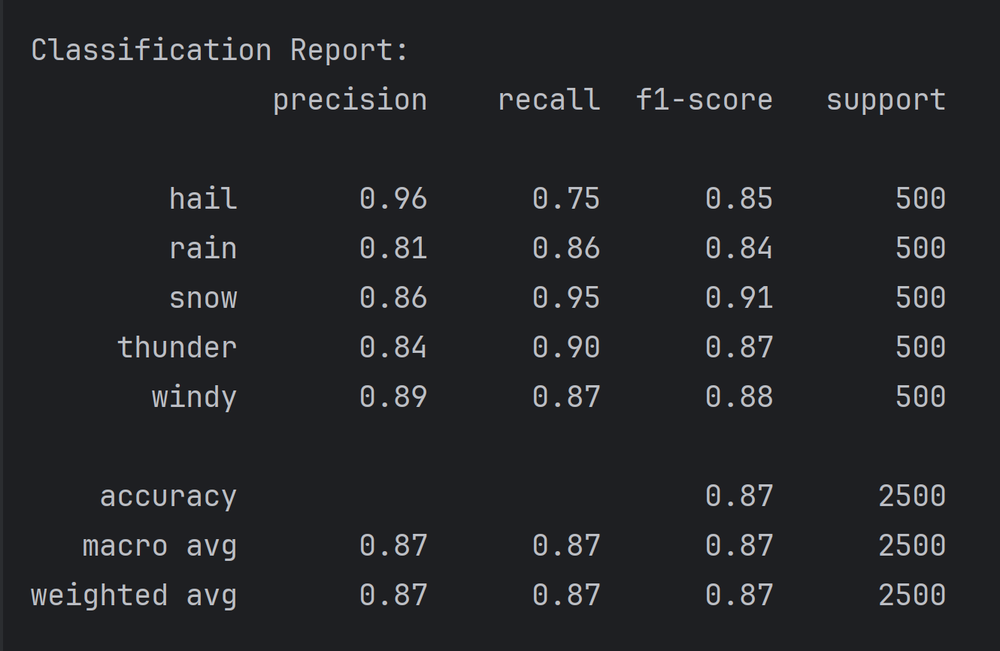 Classification Report:
              precision    recall  f1-score   support

        hail       0.96      0.75      0.85       500
        rain       0.81      0.86      0.84       500
        snow       0.86      0.95      0.91       500
     thunder       0.84      0.90      0.87       500
       windy       0.89      0.87      0.88       500

    accuracy                           0.87      2500
   macro avg       0.87      0.87      0.87      2500
weighted avg       0.87      0.87      0.87      2500